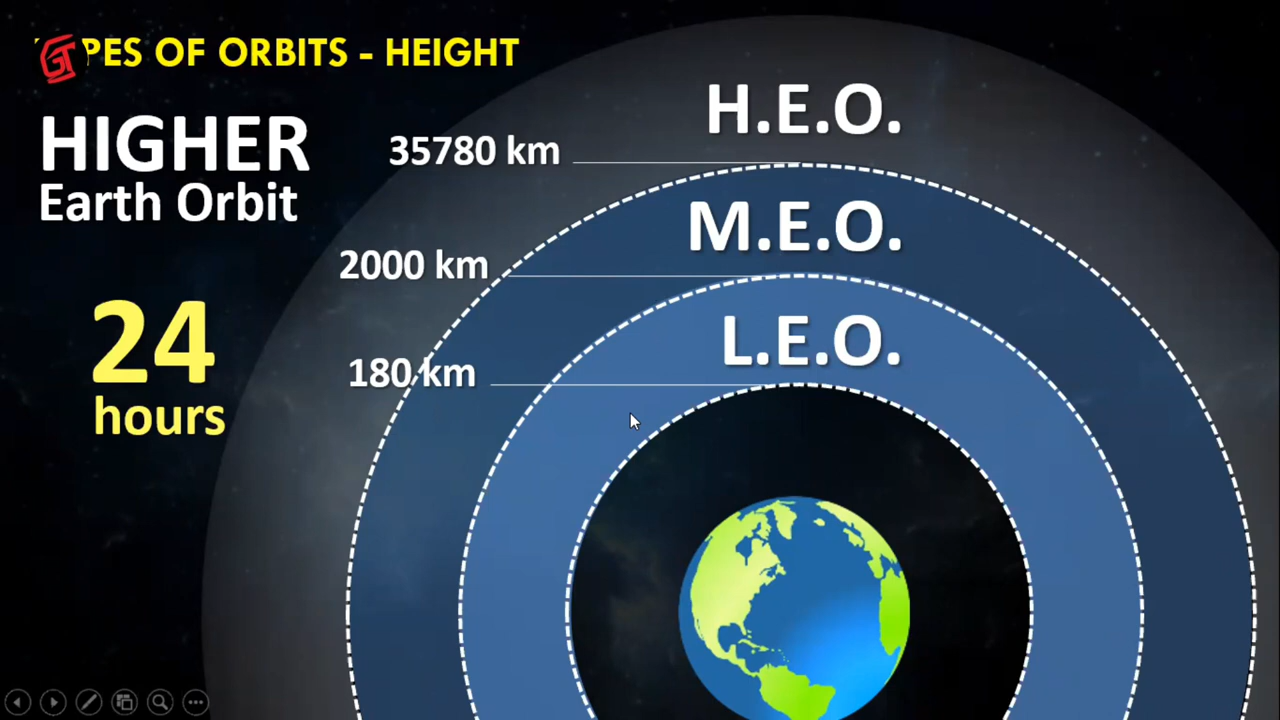 PES OF ORBITS - HEIGHT
HIGHER
Earth Orbit
24
hours
H.E.O.
35780 km
M.E.O.
2000 km
L.E.O.
180 km